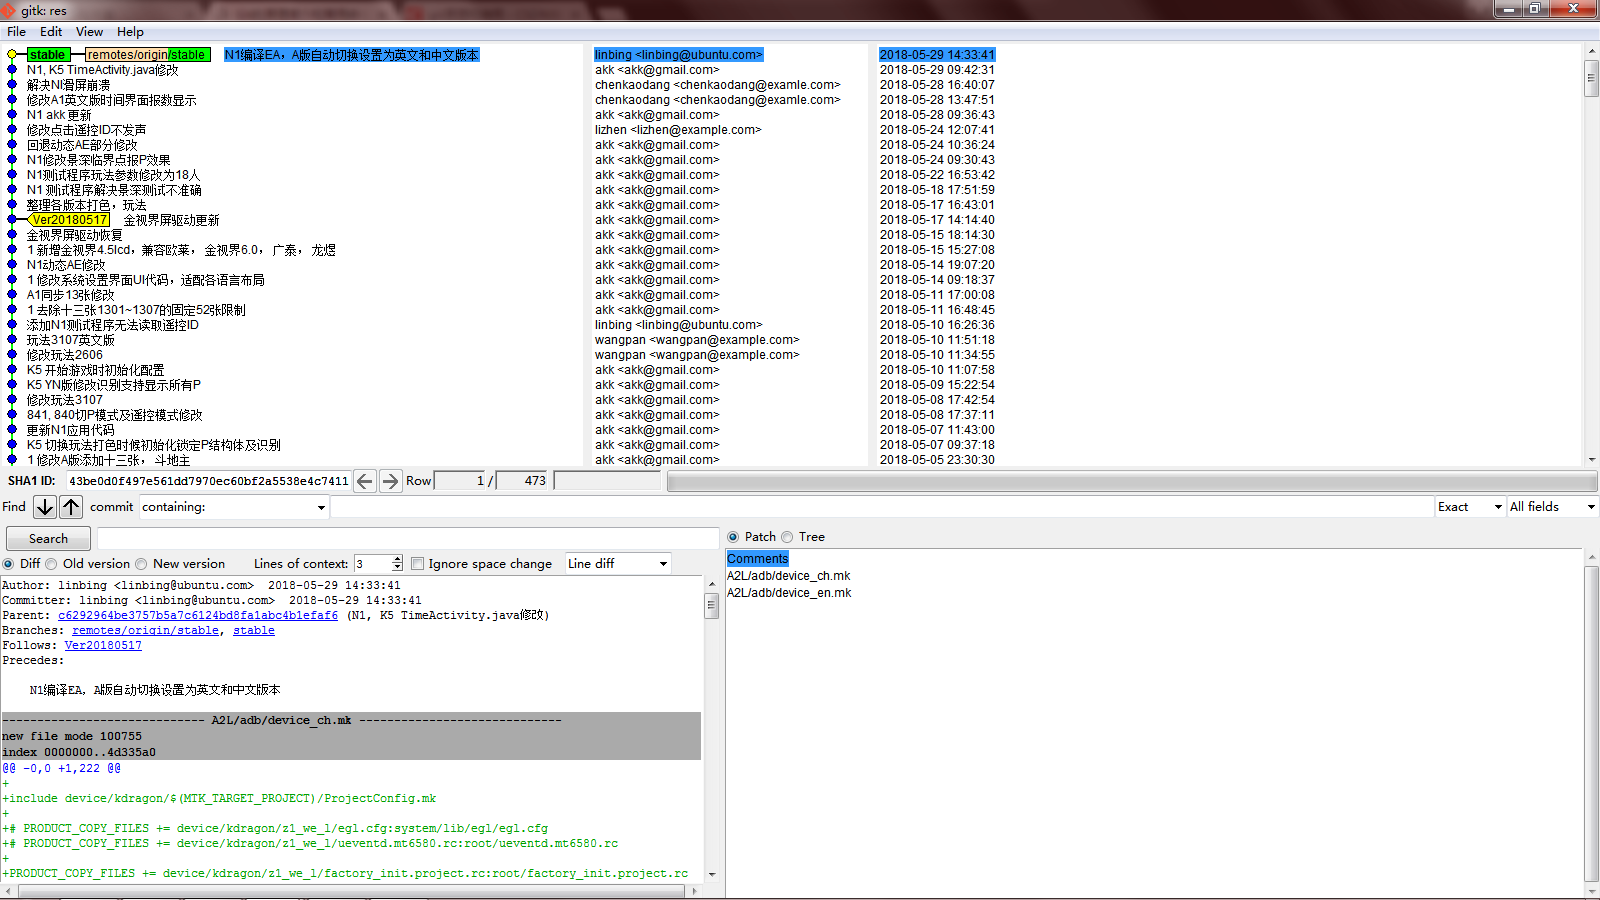 gitk: res
File Edit View Help
stable remotes/origin/stable N1编译EA，A版自动切换设置为英文和中文版本 linbing <linbing@ubuntu.com> 2018-05-29 14:33:41
N1, K5 TimeActivity.java修改 akk <akk@gmail.com> 2018-05-29 09:42:31
解决NI滑屏崩溃 chenkaodang <chenkaodang@examle.com> 2018-05-28 16:40:07
修改A1英文版时间界面报数显示 chenkaodang <chenkaodang@examle.com> 2018-05-28 13:47:51
N1 akk 更新 akk <akk@gmail.com> 2018-05-28 09:36:43
修改点击遥控ID不发声 lizhen <lizhen@example.com> 2018-05-24 12:07:41
回退动态AE部分修改 akk <akk@gmail.com> 2018-05-24 10:36:24
N1修改景深临界点报P效果 akk <akk@gmail.com> 2018-05-24 09:30:43
N1测试程序玩法参数修改为18人 akk <akk@gmail.com> 2018-05-22 16:53:42
N1 测试程序解决景深测试不准确 akk <akk@gmail.com> 2018-05-18 17:51:59
整理各版本打色，玩法 akk <akk@gmail.com> 2018-05-17 16:43:01
Ver20180517 金视界屏驱动更新 akk <akk@gmail.com> 2018-05-17 14:14:40
金视界屏驱动恢复 akk <akk@gmail.com> 2018-05-15 18:14:30
1 新增金视界4.5lcd，兼容欧莱， 金视界6.0， 广泰， 龙煜 akk <akk@gmail.com> 2018-05-15 15:27:08
N1动态AE修改 akk <akk@gmail.com> 2018-05-14 19:07:20
1 修改系统设置界面UI代码，适配各语言布局 akk <akk@gmail.com> 2018-05-14 09:18:37
A1同步13张修改 akk <akk@gmail.com> 2018-05-11 17:00:08
1 去除十三张1301~1307的固定52张限制 akk <akk@gmail.com> 2018-05-11 16:48:45
添加N1测试程序无法读取遥控ID linbing <linbing@ubuntu.com> 2018-05-10 16:26:36
玩法3107英文版 wangpan <wangpan@example.com> 2018-05-10 11:51:18
修改玩法2606 wangpan <wangpan@example.com> 2018-05-10 11:34:55
K5 开始游戏时初始化配置 akk <akk@gmail.com> 2018-05-10 11:07:58
K5 YN版修改识别支持显示所有P akk <akk@gmail.com> 2018-05-09 15:22:54
修改玩法3107 akk <akk@gmail.com> 2018-05-08 17:42:54
841, 840切P模式及遥控模式修改 akk <akk@gmail.com> 2018-05-08 17:37:11
更新N1应用代码 akk <akk@gmail.com> 2018-05-07 11:43:00
K5 切换玩法打色时候初始化锁定P结构体及识别 akk <akk@gmail.com> 2018-05-07 09:37:18
1 修改A版添加十三张， 斗地主 akk <akk@gmail.com> 2018-05-05 23:30:30
SHA1 ID: 43be0d0f497e561dd7970ec60bf2a5538e4c7411 Row 1 / 473
Find commit containing: Exact All fields
Search Patch Tree
Diff Old version New version Lines of context: 3 Ignore space change Line diff
Comments
A2L/adb/device_ch.mk
A2L/adb/device_en.mk
Author: linbing <linbing@ubuntu.com> 2018-05-29 14:33:41
Committer: linbing <linbing@ubuntu.com> 2018-05-29 14:33:41
Parent: c6292964be3757b5a7c6124bd8fa1abc4b1efaf6 (N1, K5 TimeActivity.java修改)
Branches: remotes/origin/stable, stable
Follows: Ver20180517
Precedes:
N1编译EA，A版自动切换设置为英文和中文版本
----------------------------- A2L/adb/device_ch.mk -----------------------------
new file mode 100755
index 0000000..4d335a0
@@ -0,0 +1,222 @@
+
+include device/kdragon/$(MTK_TARGET_PROJECT)/ProjectConfig.mk
+
+# PRODUCT_COPY_FILES += device/kdragon/z1_we_l/egl.cfg:system/lib/egl/egl.cfg
+# PRODUCT_COPY_FILES += device/kdragon/z1_we_l/ueventd.mt6580.rc:root/ueventd.mt6580.rc
+
+PRODUCT_COPY_FILES += device/kdragon/z1_we_l/factory_init.project.rc:root/factory_init.project.rc